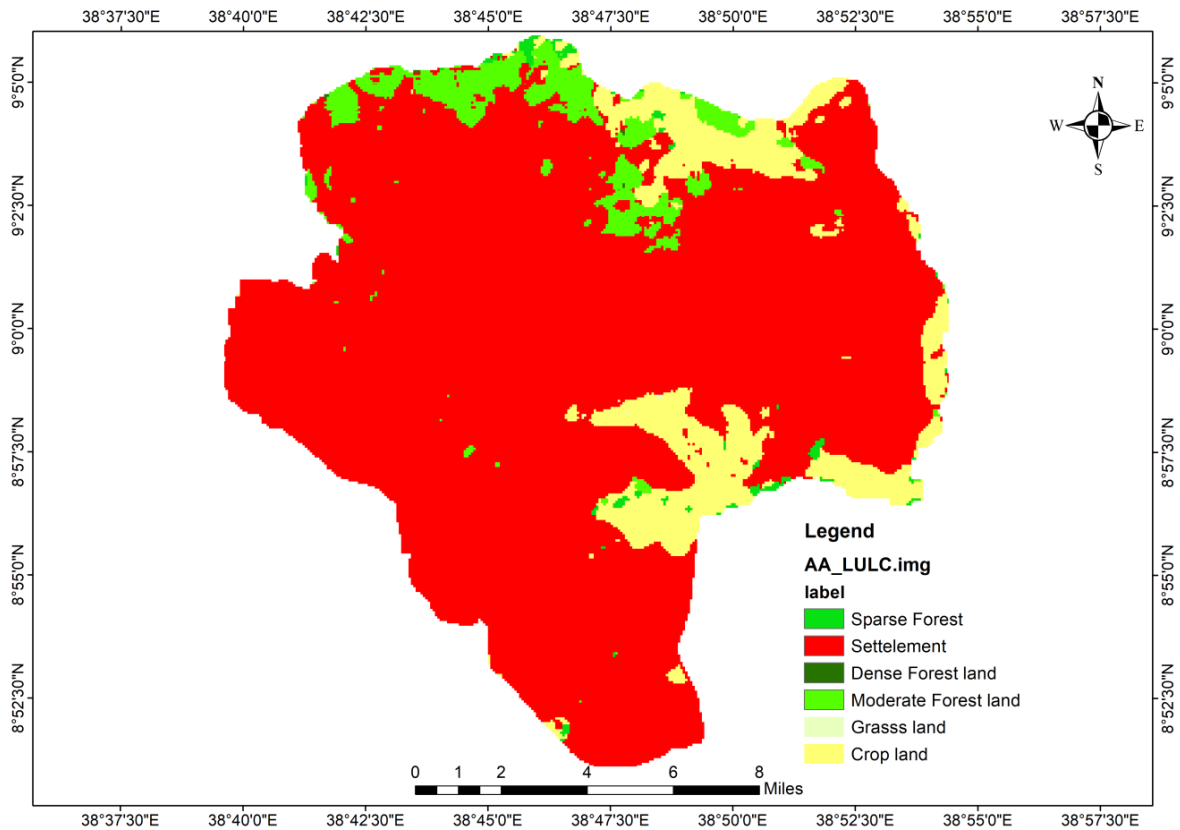 38°37'30"E 38°40'0"E 38°42'30"E 38°45'0"E 38°47'30"E 38°50'0"E 38°52'30"E 38°55'0"E 38°57'30"E
9°5'0"N 9°5'0"N
N
W E
S
9°2'30"N 9°2'30"N
9°0'0"N 9°0'0"N
8°57'30"N 8°57'30"N
Legend
AA_LULC.img
label
Sparse Forest
Settelement
Dense Forest land
Moderate Forest land
Grasss land
Crop land
8°55'0"N 8°55'0"N
8°52'30"N 8°52'30"N
0 1 2 4 6 8
Miles
38°37'30"E 38°40'0"E 38°42'30"E 38°45'0"E 38°47'30"E 38°50'0"E 38°52'30"E 38°55'0"E 38°57'30"E